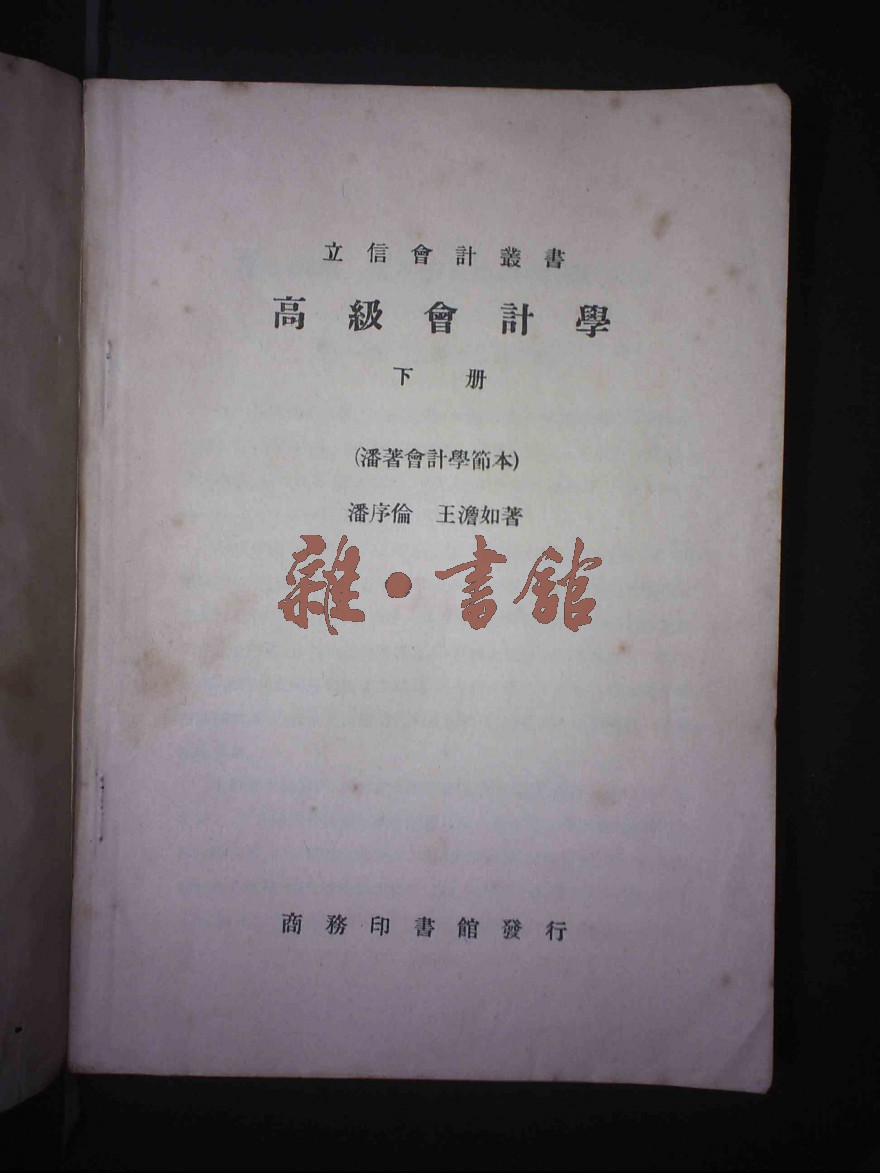 立信會計叢書
高級會計學
下册
(潘著會計學節本)
潘序倫 王澹如著
雜·書館
商務印書館發行